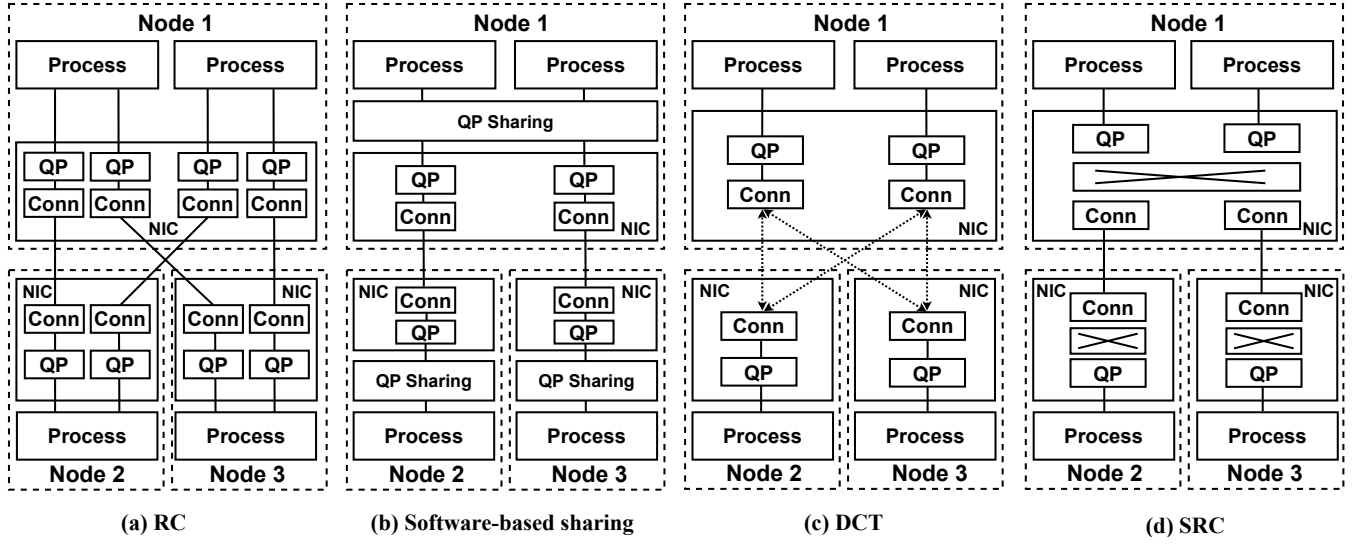 Node 1
Process Process
QP QP QP QP
Conn Conn Conn Conn
NIC
NIC NIC
Conn Conn Conn Conn
QP QP QP QP
Process Process
Node 2 Node 3
(a) RC
Node 1
Process Process
QP Sharing
QP QP
Conn Conn
NIC
NIC NIC
Conn Conn
QP QP
QP Sharing QP Sharing
Process Process
Node 2 Node 3
(b) Software-based sharing
Node 1
Process Process
QP QP
Conn Conn
NIC
NIC NIC
Conn Conn
QP QP
Process Process
Node 2 Node 3
(c) DCT
Node 1
Process Process
QP QP
Conn Conn
NIC
NIC NIC
Conn Conn
QP QP
Process Process
Node 2 Node 3
(d) SRC